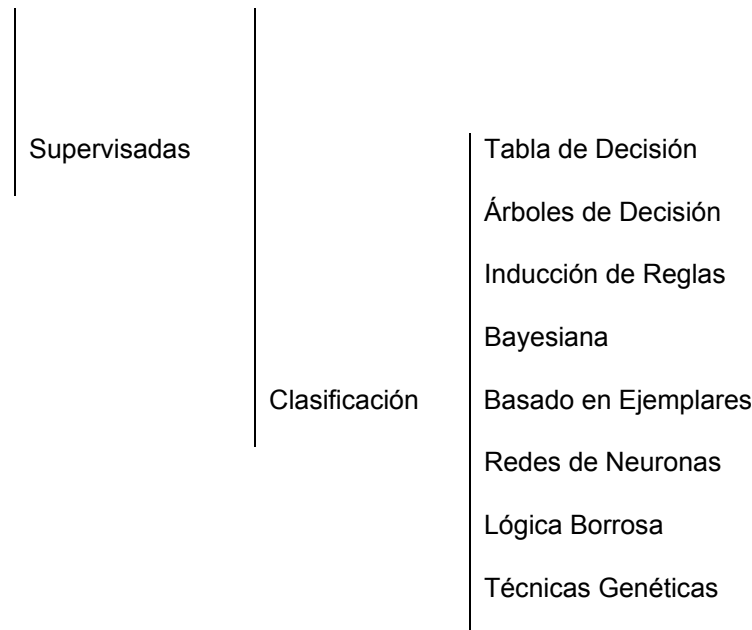 Supervisadas
Tabla de Decisión
Árboles de Decisión
Inducción de Reglas
Bayesiana
Clasificación
Basado en Ejemplares
Redes de Neuronas
Lógica Borrosa
Técnicas Genéticas